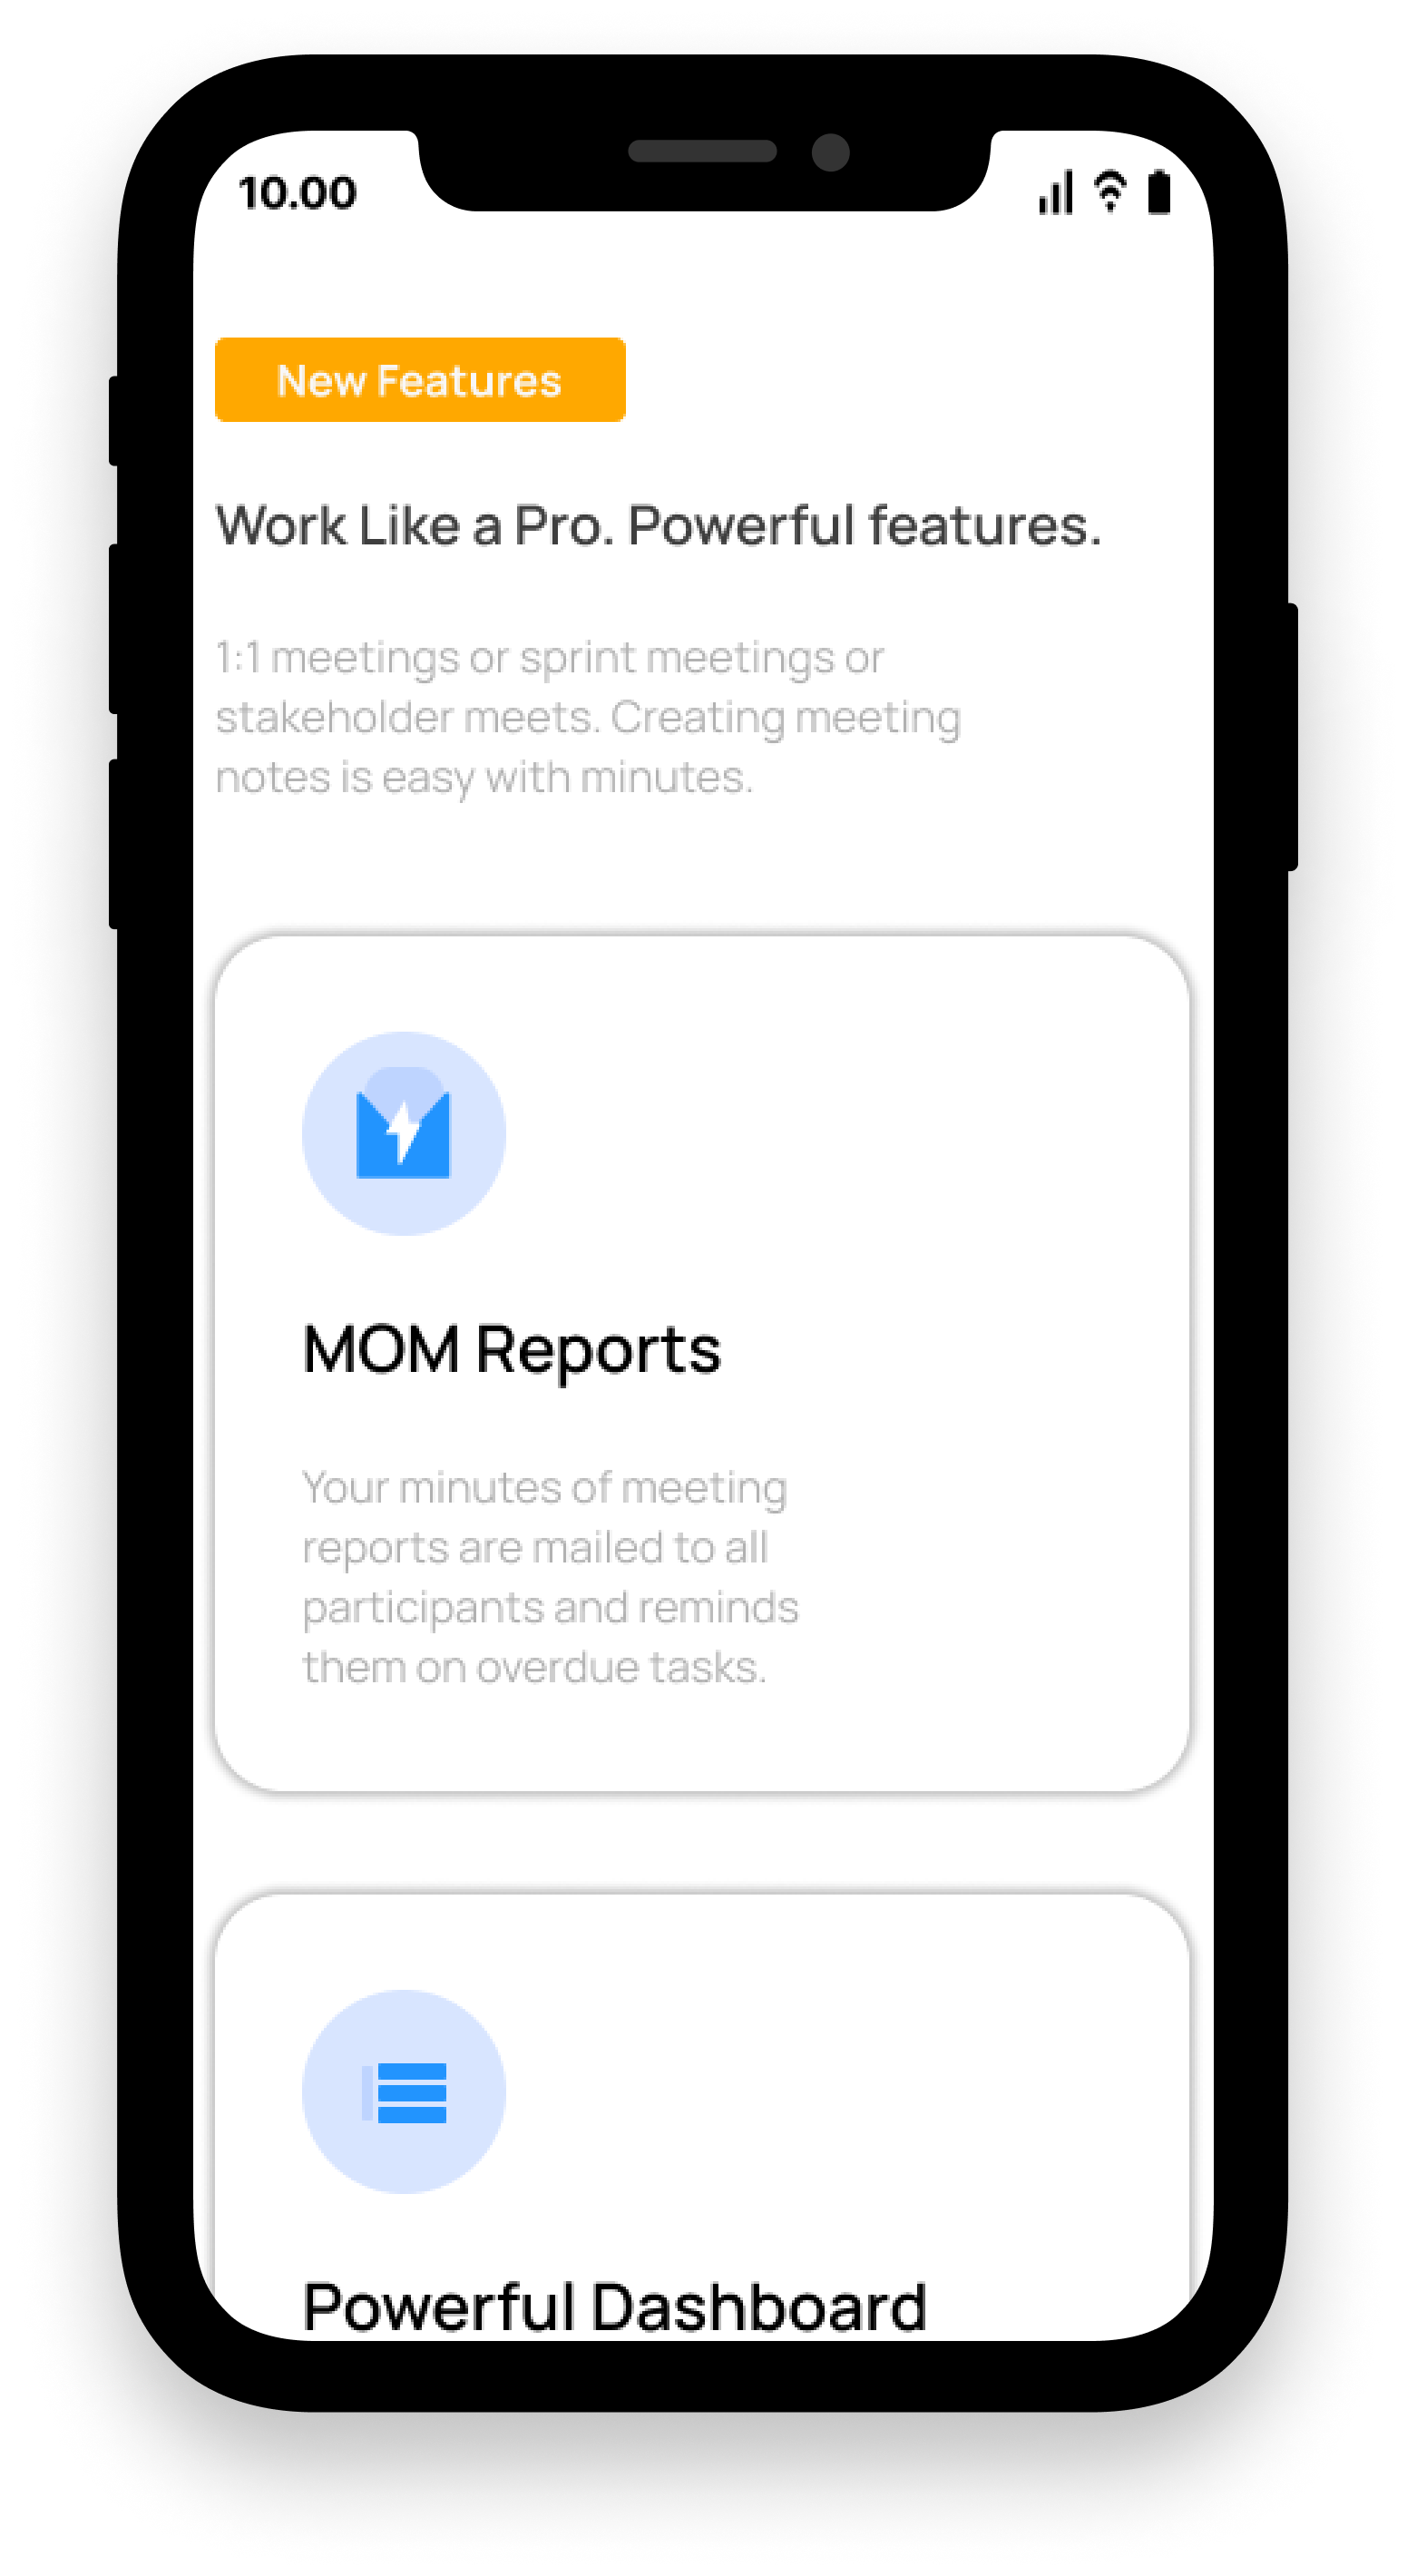 10.00
New Features
Work Like a Pro. Powerful features.
1:1 meetings or sprint meetings or
stakeholder meets. Creating meeting
notes is easy with minutes.
MOM Reports
Your minutes of meeting
reports are mailed to all
participants and reminds
them on overdue tasks.
Powerful Dashboard